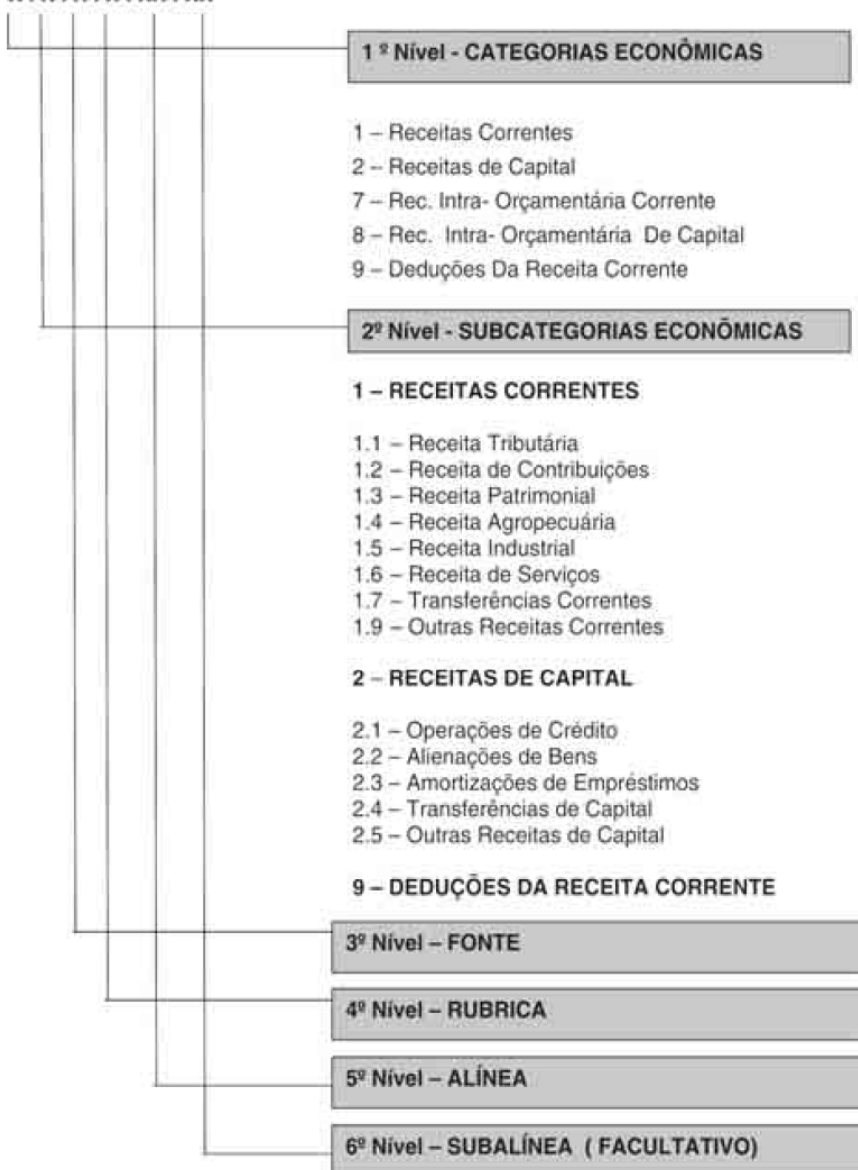 1 º Nível - CATEGORIAS ECONÔMICAS
1 – Receitas Correntes
2 – Receitas de Capital
7 – Rec. Intra- Orçamentária Corrente
8 – Rec. Intra- Orçamentária De Capital
9 – Deduções Da Receita Corrente
2º Nível - SUBCATEGORIAS ECONÔMICAS
1 – RECEITAS CORRENTES
1.1 – Receita Tributária
1.2 – Receita de Contribuições
1.3 – Receita Patrimonial
1.4 – Receita Agropecuária
1.5 – Receita Industrial
1.6 – Receita de Serviços
1.7 – Transferências Correntes
1.9 – Outras Receitas Correntes
2 – RECEITAS DE CAPITAL
2.1 – Operações de Crédito
2.2 – Alienações de Bens
2.3 – Amortizações de Empréstimos
2.4 – Transferências de Capital
2.5 – Outras Receitas de Capital
9 – DEDUÇÕES DA RECEITA CORRENTE
3º Nível – FONTE
4º Nível – RUBRICA
5º Nível – ALÍNEA
6º Nível – SUBALÍNEA ( FACULTATIVO)